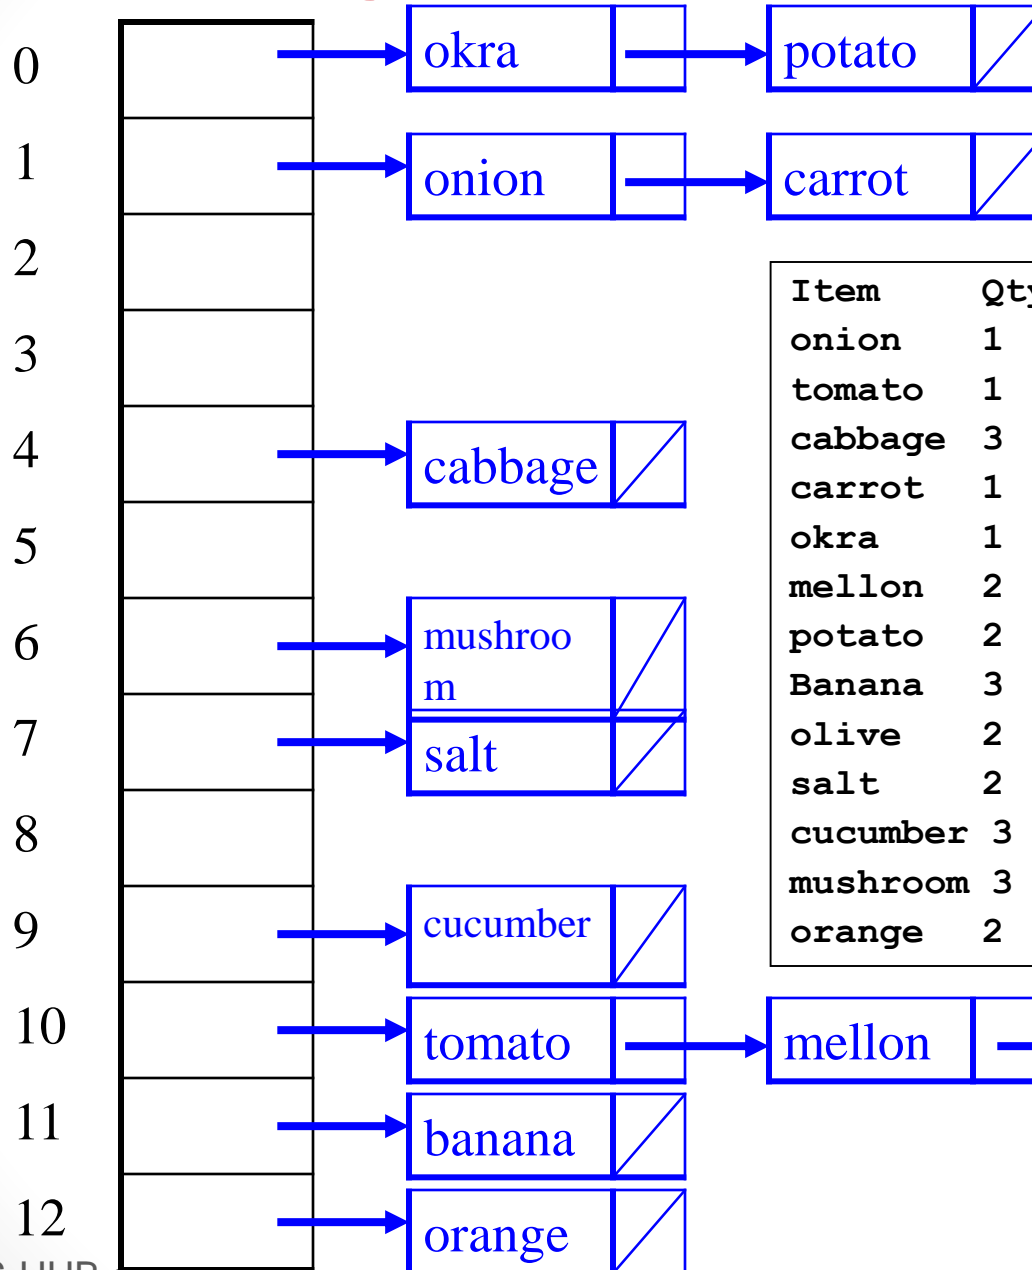 0
okra
potato
1
onion
carrot
2
3
4
cabbage
5
6
mushroo
m
7
salt
8
9
cucumber
10
tomato
mellon
11
banana
12
orange
Item Qty
onion 1
tomato 1
cabbage 3
carrot 1
okra 1
mellon 2
potato 2
Banana 3
olive 2
salt 2
cucumber 3
mushroom 3
orange 2